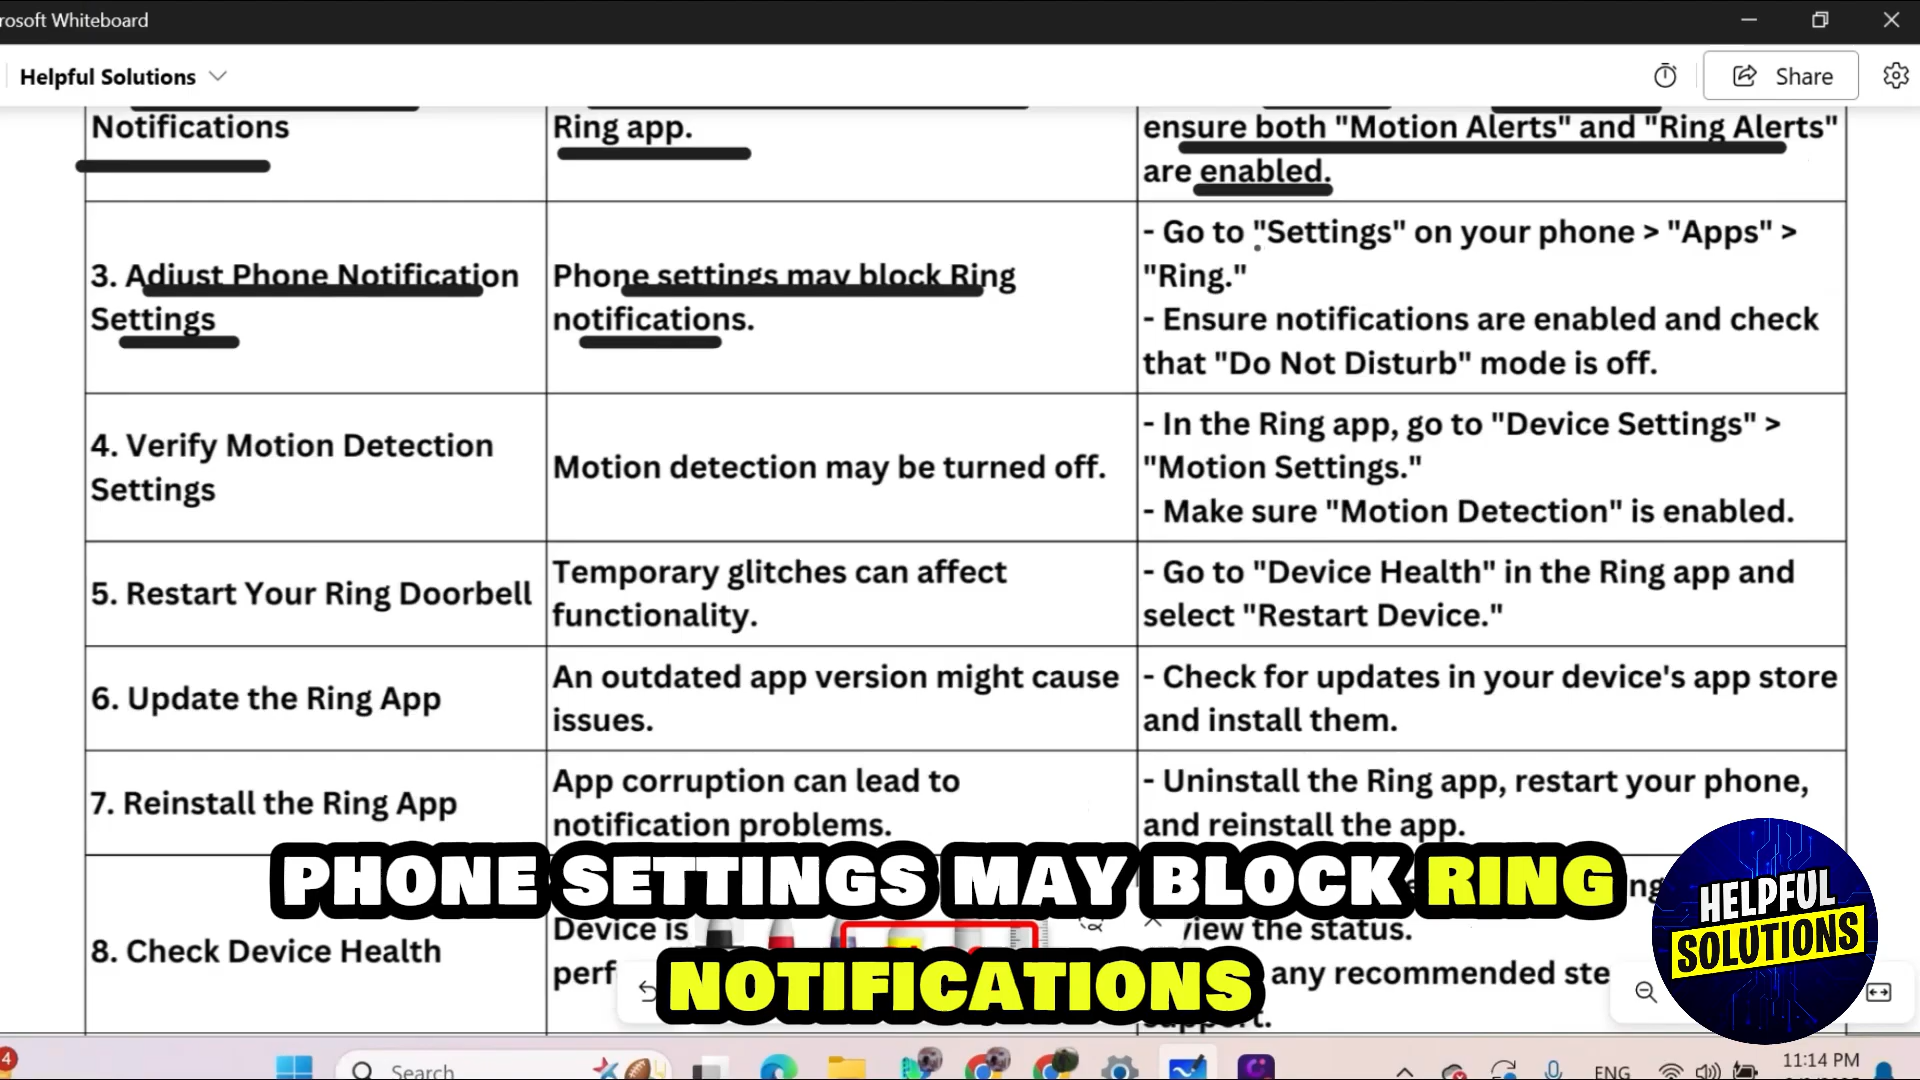 rosoft Whiteboard
Helpful Solutions
Share
Notifications
Ring app.
ensure both "Motion Alerts" and "Ring Alerts"
are enabled.
3. Adjust Phone Notification
Settings
Phone settings may block Ring
notifications.
- Go to "Settings" on your phone > "Apps" >
"Ring."
- Ensure notifications are enabled and check
that "Do Not Disturb" mode is off.
4. Verify Motion Detection
Settings
Motion detection may be turned off.
- In the Ring app, go to "Device Settings" >
"Motion Settings."
- Make sure "Motion Detection" is enabled.
5. Restart Your Ring Doorbell
Temporary glitches can affect
functionality.
- Go to "Device Health" in the Ring app and
select "Restart Device."
6. Update the Ring App
An outdated app version might cause
issues.
- Check for updates in your device's app store
and install them.
7. Reinstall the Ring App
App corruption can lead to
notification problems.
- Uninstall the Ring app, restart your phone,
and reinstall the app.
8. Check Device Health
Device is
perf
view the status.
any recommended ste
PHONE SETTINGS MAY BLOCK RING
NOTIFICATIONS
HELPFUL
SOLUTIONS
4
Search
ENG
11:14 PM